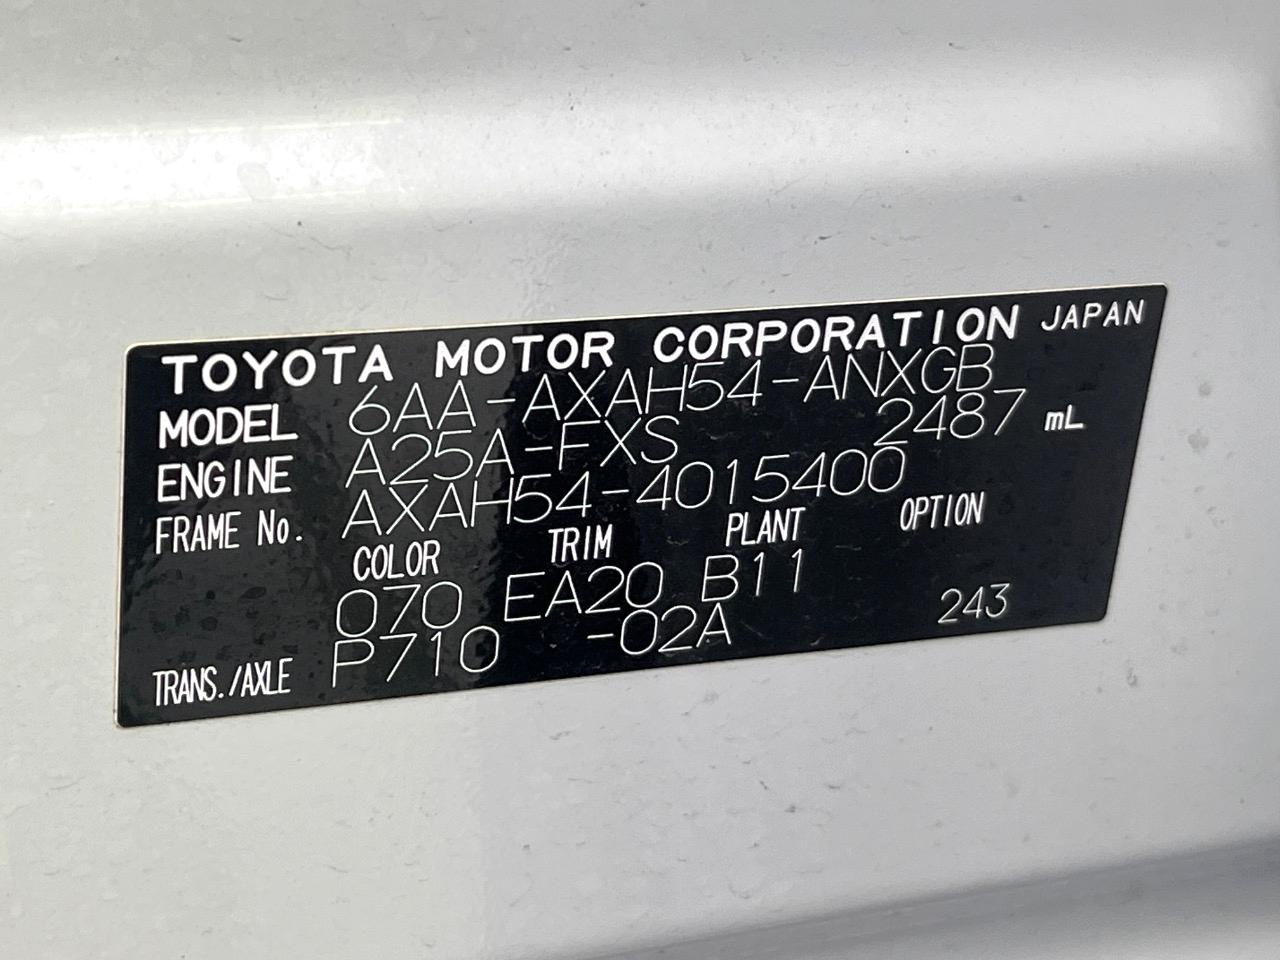 TOYOTA MOTOR CORPORATION JAPAN
MODEL 6AA-AXAH54-ANXGB
ENGINE A25A-FXS 2487 mL
FRAME No. AXAH54-4015400
COLOR TRIM PLANT OPTION
070 EA20 B11
TRANS./AXLE P710 -02A 243